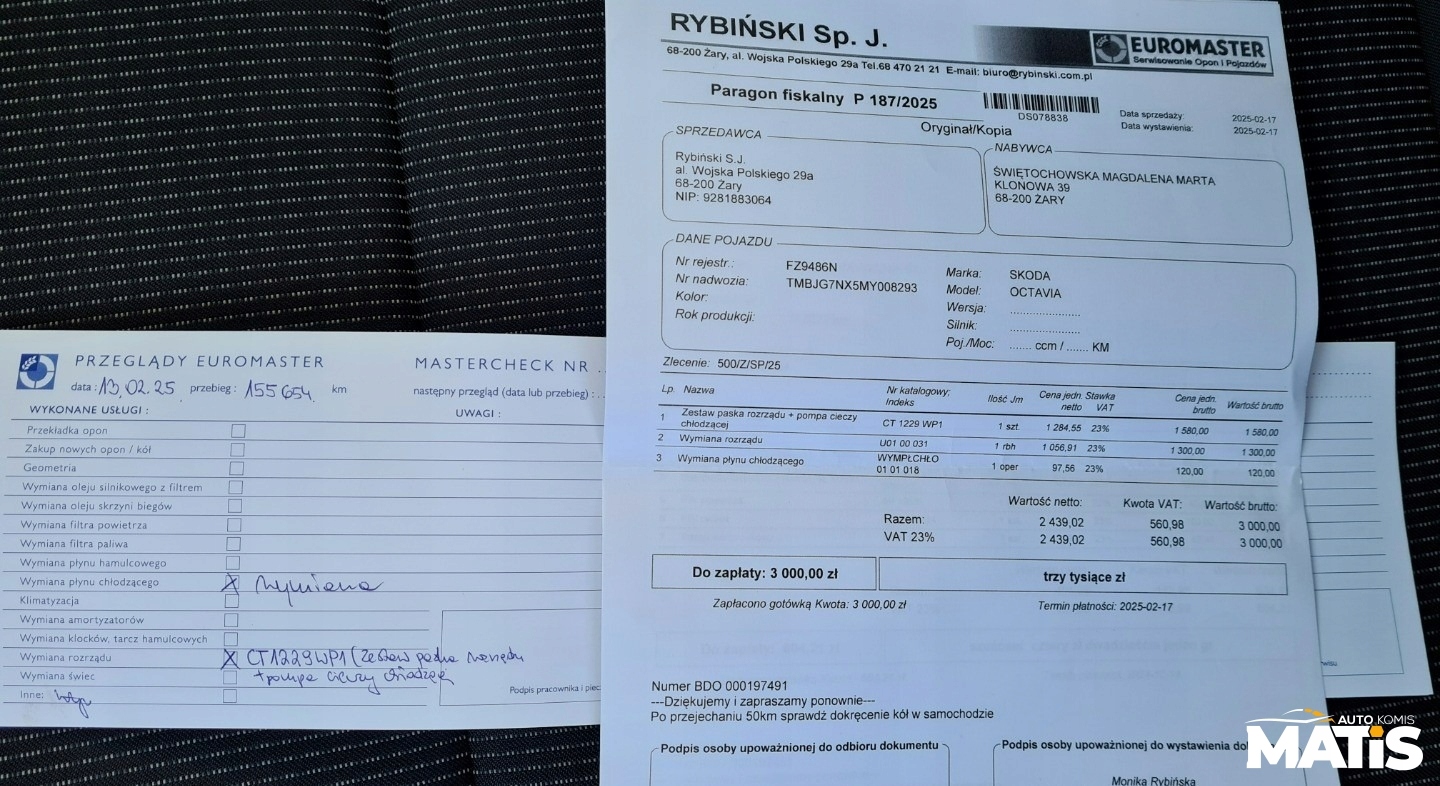 RYBIŃSKI Sp. J.
EUROMASTER
Serwisowanie Opon i Pojazdów
68-200 Żary, al. Wojska Polskiego 29a Tel.68 470 21 21 E-mail: biuro@rybinski.com.pl
Paragon fiskalny P 187/2025
DS078838
Data sprzedaży: 2025-02-17
Data wystawienia: 2025-02-17
Oryginał/Kopia
SPRZEDAWCA
Rybiński S.J.
al. Wojska Polskiego 29a
68-200 Żary
NIP: 9281883064
NABYWCA
ŚWIĘTOCHOWSKA MAGDALENA MARTA
KLONOWA 39
68-200 ŻARY
DANE POJAZDU
Nr rejestr.: FZ9486N
Nr nadwozia: TMBJG7NX5MY008293
Kolor:
Rok produkcji:
Marka: SKODA
Model: OCTAVIA
Wersja: ......................
Silnik: ......................
Poj./Moc: ....... ccm / ....... KM
Zlecenie: 500/Z/SP/25
Lp. Nazwa Nr katalogowy; Indeks Ilość Jm Cena jedn. netto Stawka VAT Cena jedn. brutto Wartość brutto
1 Zestaw paska rozrządu + pompa cieczy chłodzącej CT 1229 WP1 1 szt. 1 284,55 23% 1 580,00 1 580,00
2 Wymiana rozrządu U01 00 031 1 rbh 1 056,91 23% 1 300,00 1 300,00
3 Wymiana płynu chłodzącego WYMPŁCHŁO 01 01 018 1 oper 97,56 23% 120,00 120,00
Wartość netto: Kwota VAT: Wartość brutto:
Razem: 2 439,02 560,98 3 000,00
VAT 23% 2 439,02 560,98 3 000,00
Do zapłaty: 3 000,00 zł trzy tysiące zł
Zapłacono gotówką Kwota: 3 000,00 zł Termin płatności: 2025-02-17
Numer BDO 000197491
---Dziękujemy i zapraszamy ponownie---
Po przejechaniu 50km sprawdź dokręcenie kół w samochodzie
Podpis osoby upoważnionej do odbioru dokumentu
Podpis osoby upoważnionej do wystawienia do
Monika Rybińska
PRZEGLĄDY EUROMASTER MASTERCHECK NR
data: 13.02.25 przebieg: 155 654 km następny przegląd (data lub przebieg) :
WYKONANE USŁUGI : UWAGI :
Przekładka opon
Zakup nowych opon / kół
Geometria
Wymiana oleju silnikowego z filtrem
Wymiana oleju skrzyni biegów
Wymiana filtra powietrza
Wymiana filtra paliwa
Wymiana płynu hamulcowego
Wymiana płynu chłodzącego X wymiana
Klimatyzacja
Wymiana amortyzatorów
Wymiana klocków, tarcz hamulcowych
Wymiana rozrządu X CT1229WP1 (Zestaw paska rozrządu
Wymiana świec + pompa cieczy chłodzącej
Inne:
Podpis pracownika i piec
AUTO KOMIS
MATIS